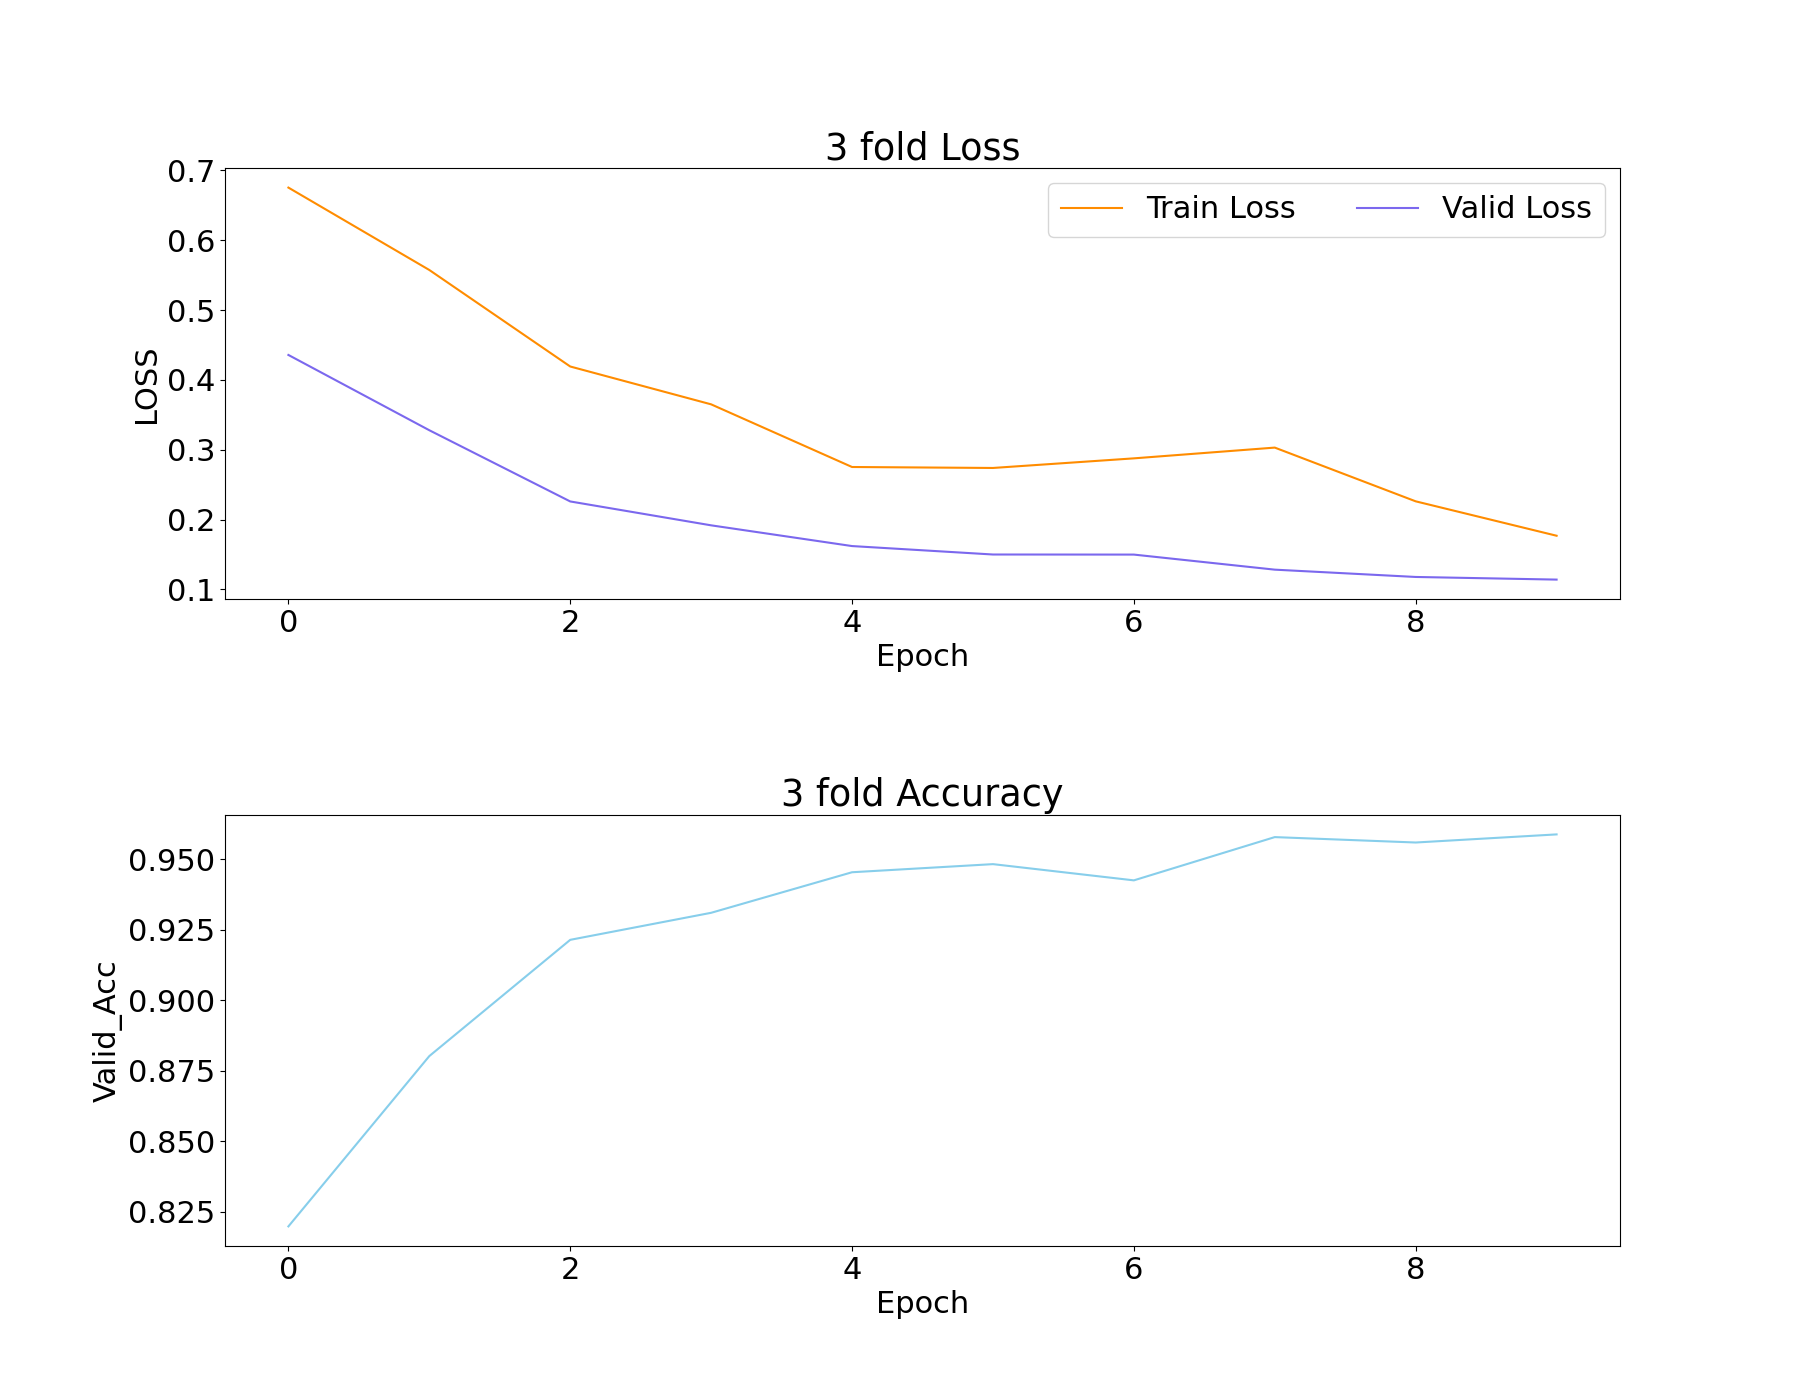 3 fold Loss
0.7
0.6
0.5
0.4
0.3
0.2
0.1
LOSS
Train Loss Valid Loss
0 2 4 6 8
Epoch
3 fold Accuracy
0.950
0.925
0.900
0.875
0.850
0.825
Valid_Acc
0 2 4 6 8
Epoch